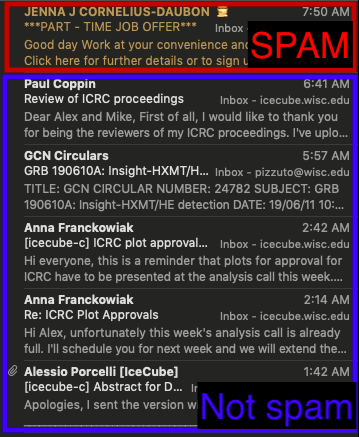 JENNA J CORNELIUS-DAUBON 7:50 AM
***PART - TIME JOB OFFER*** Inbox -
Good day Work at your convenience and
Click here for further details or to sign u
SPAM
Paul Coppin 6:41 AM
Review of ICRC proceedings Inbox - icecube.wisc.edu
Dear Alex and Mike, First of all, I would like to thank you
for being the reviewers of my ICRC proceedings. I've uplo...
GCN Circulars 5:57 AM
GRB 190610A: Insight-HXMT/H... Inbox - pizzuto@wisc.edu
TITLE: GCN CIRCULAR NUMBER: 24782 SUBJECT: GRB
190610A: Insight-HXMT/HE detection DATE: 19/06/11 10:...
Anna Franckowiak 2:42 AM
[icecube-c] ICRC plot approval... Inbox - icecube.wisc.edu
Hi everyone, this is a reminder that plots for approval for
ICRC have to be presented at the analysis call this week....
Anna Franckowiak 2:14 AM
Re: ICRC Plot Approvals Inbox - icecube.wisc.edu
Hi Alex, unfortunately this week's analysis call is already
full. I'll schedule you for next week and we will extend the...
Alessio Porcelli [IceCube] 1:42 AM
[icecube-c] Abstract for D... Inbox - icecube.wisc.edu
Apologies, I sent the version w
Not spam